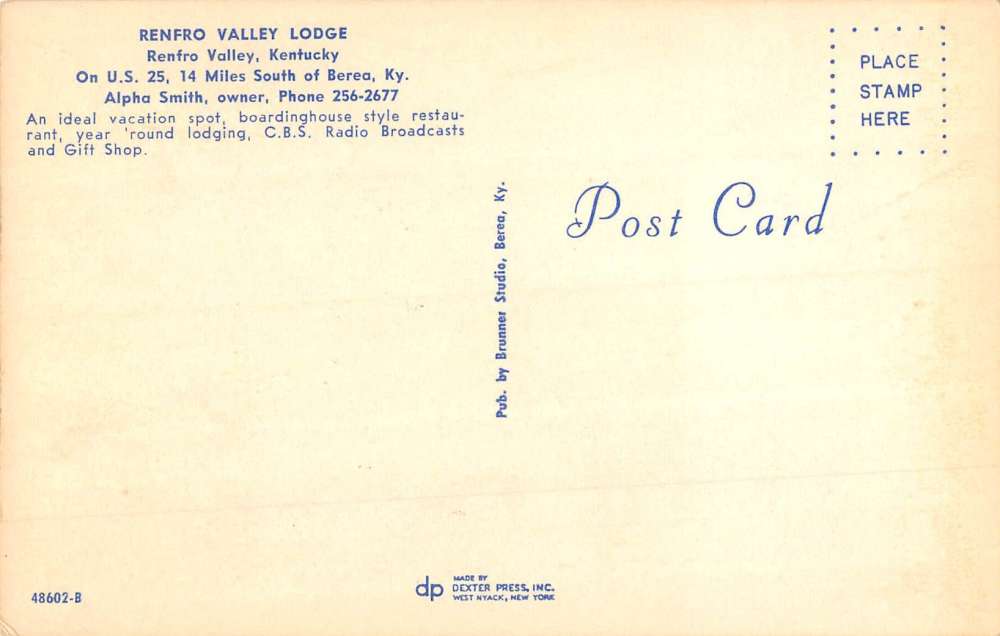 RENFRO VALLEY LODGE
Renfro Valley, Kentucky
On U.S. 25, 14 Miles South of Berea, Ky.
Alpha Smith, owner, Phone 256-2677
An ideal vacation spot, boardinghouse style restau-
rant, year 'round lodging, C.B.S. Radio Broadcasts
and Gift Shop.
PLACE
STAMP
HERE
Post Card
Pub. by Brunner Studio, Berea, Ky.
48602-B
dp
MADE BY
DEXTER PRESS, INC.
WEST NYACK, NEW YORK